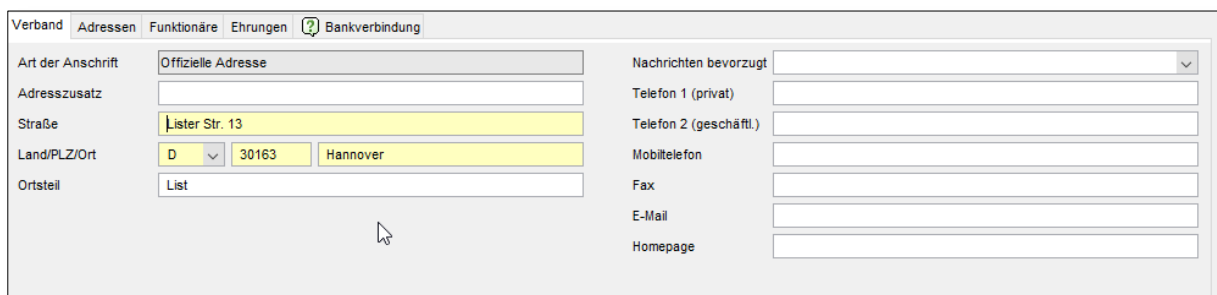 Verband Adressen Funktionäre Ehrungen ? Bankverbindung
Art der Anschrift Offizielle Adresse
Adresszusatz
Straße Lister Str. 13
Land/PLZ/Ort D 30163 Hannover
Ortsteil List
Nachrichten bevorzugt
Telefon 1 (privat)
Telefon 2 (geschäftl.)
Mobiltelefon
Fax
E-Mail
Homepage